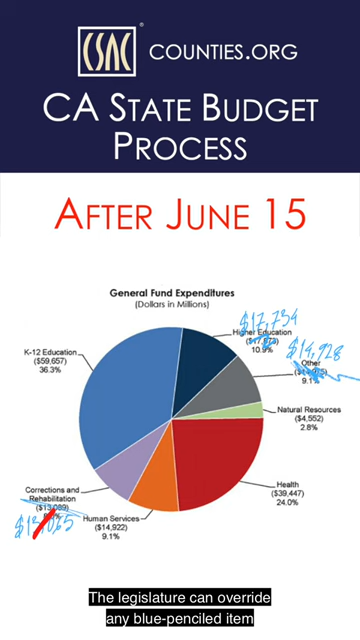 CSAC
COUNTIES.ORG
CA STATE BUDGET
PROCESS
AFTER JUNE 15
General Fund Expenditures
(Dollars in Millions)
$17,734
Higher Education
10.9%
$14,928
Other
9.1%
K-12 Education
($59,657)
36.3%
Natural Resources
($4,552)
2.8%
Corrections and
Rehabilitation
($13,089)
Health
($39,447)
24.0%
Human Services
($14,922)
9.1%
The legislature can override
any blue-penciled item